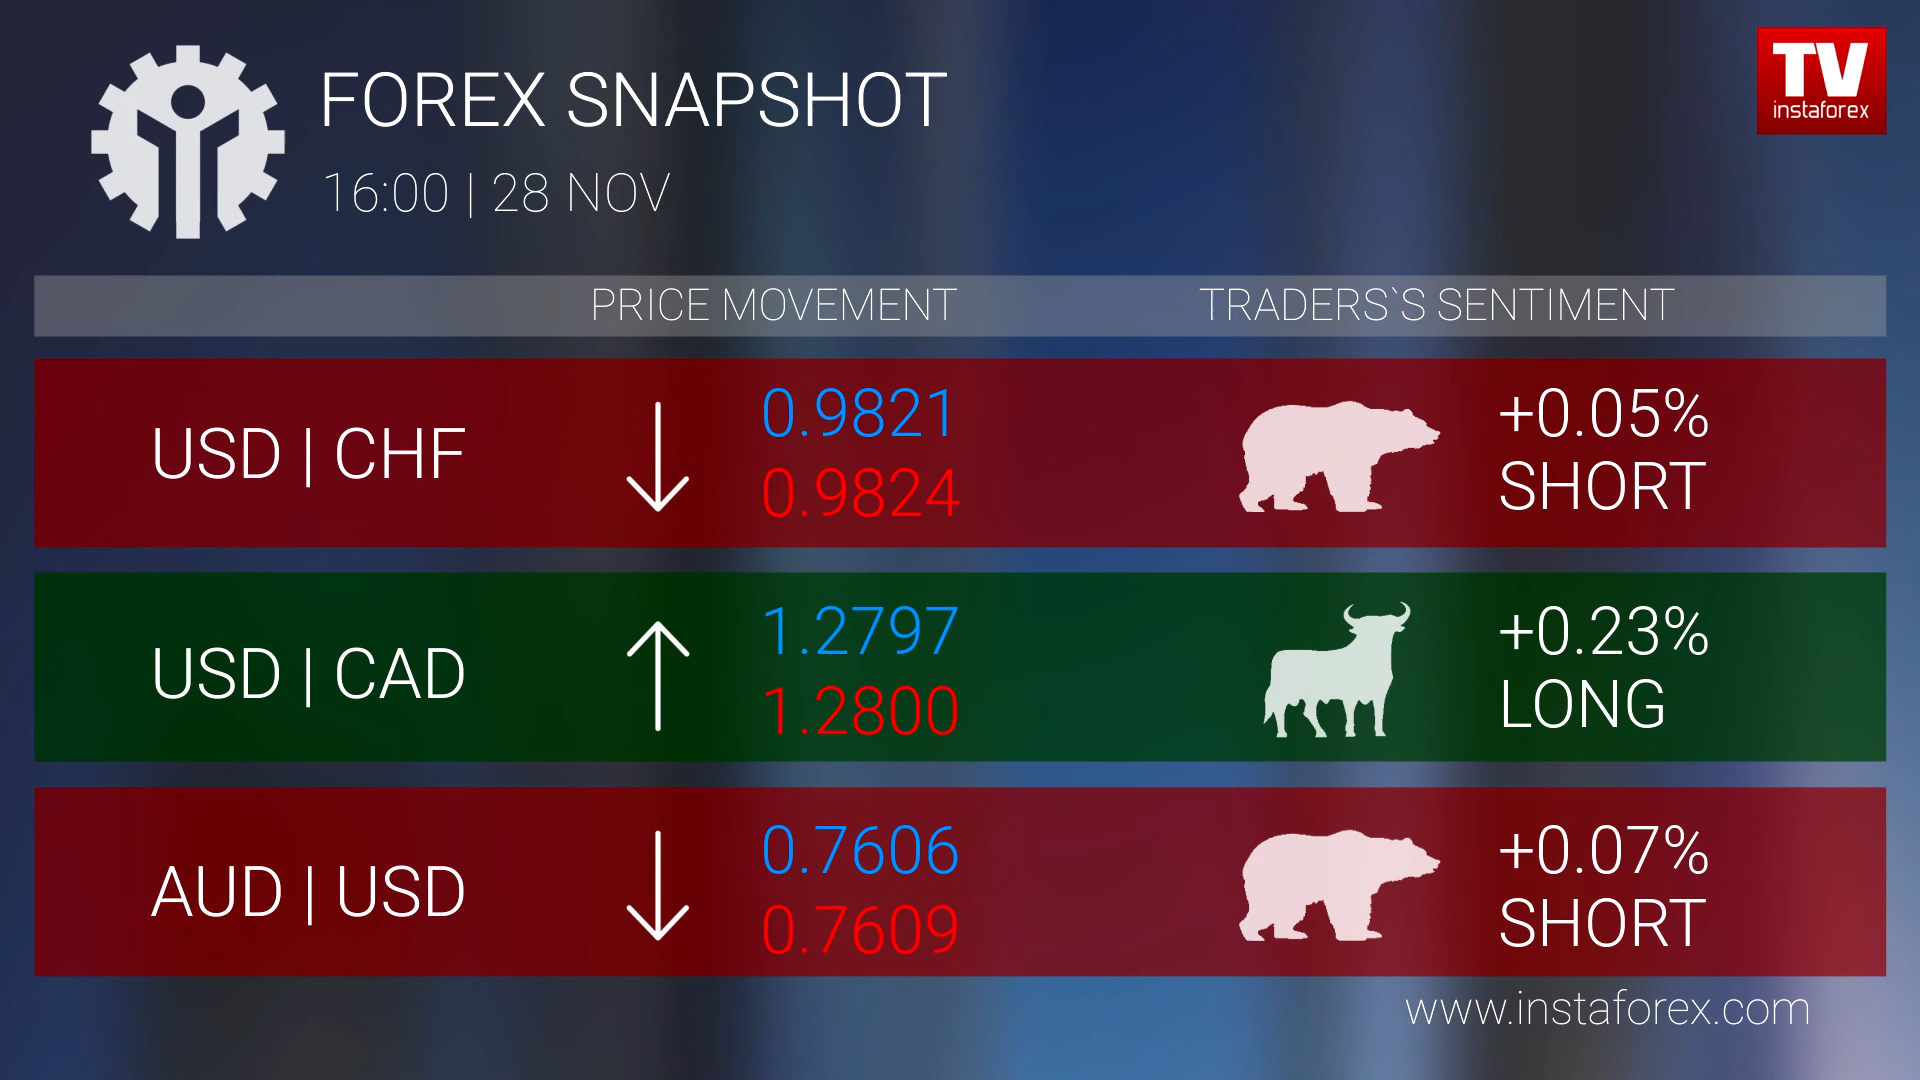 FOREX SNAPSHOT
16:00 | 28 NOV
TV
instaforex
PRICE MOVEMENT TRADERS`S SENTIMENT
USD | CHF
0.9821
0.9824
+0.05%
SHORT
USD | CAD
1.2797
1.2800
+0.23%
LONG
AUD | USD
0.7606
0.7609
+0.07%
SHORT
www.instaforex.com